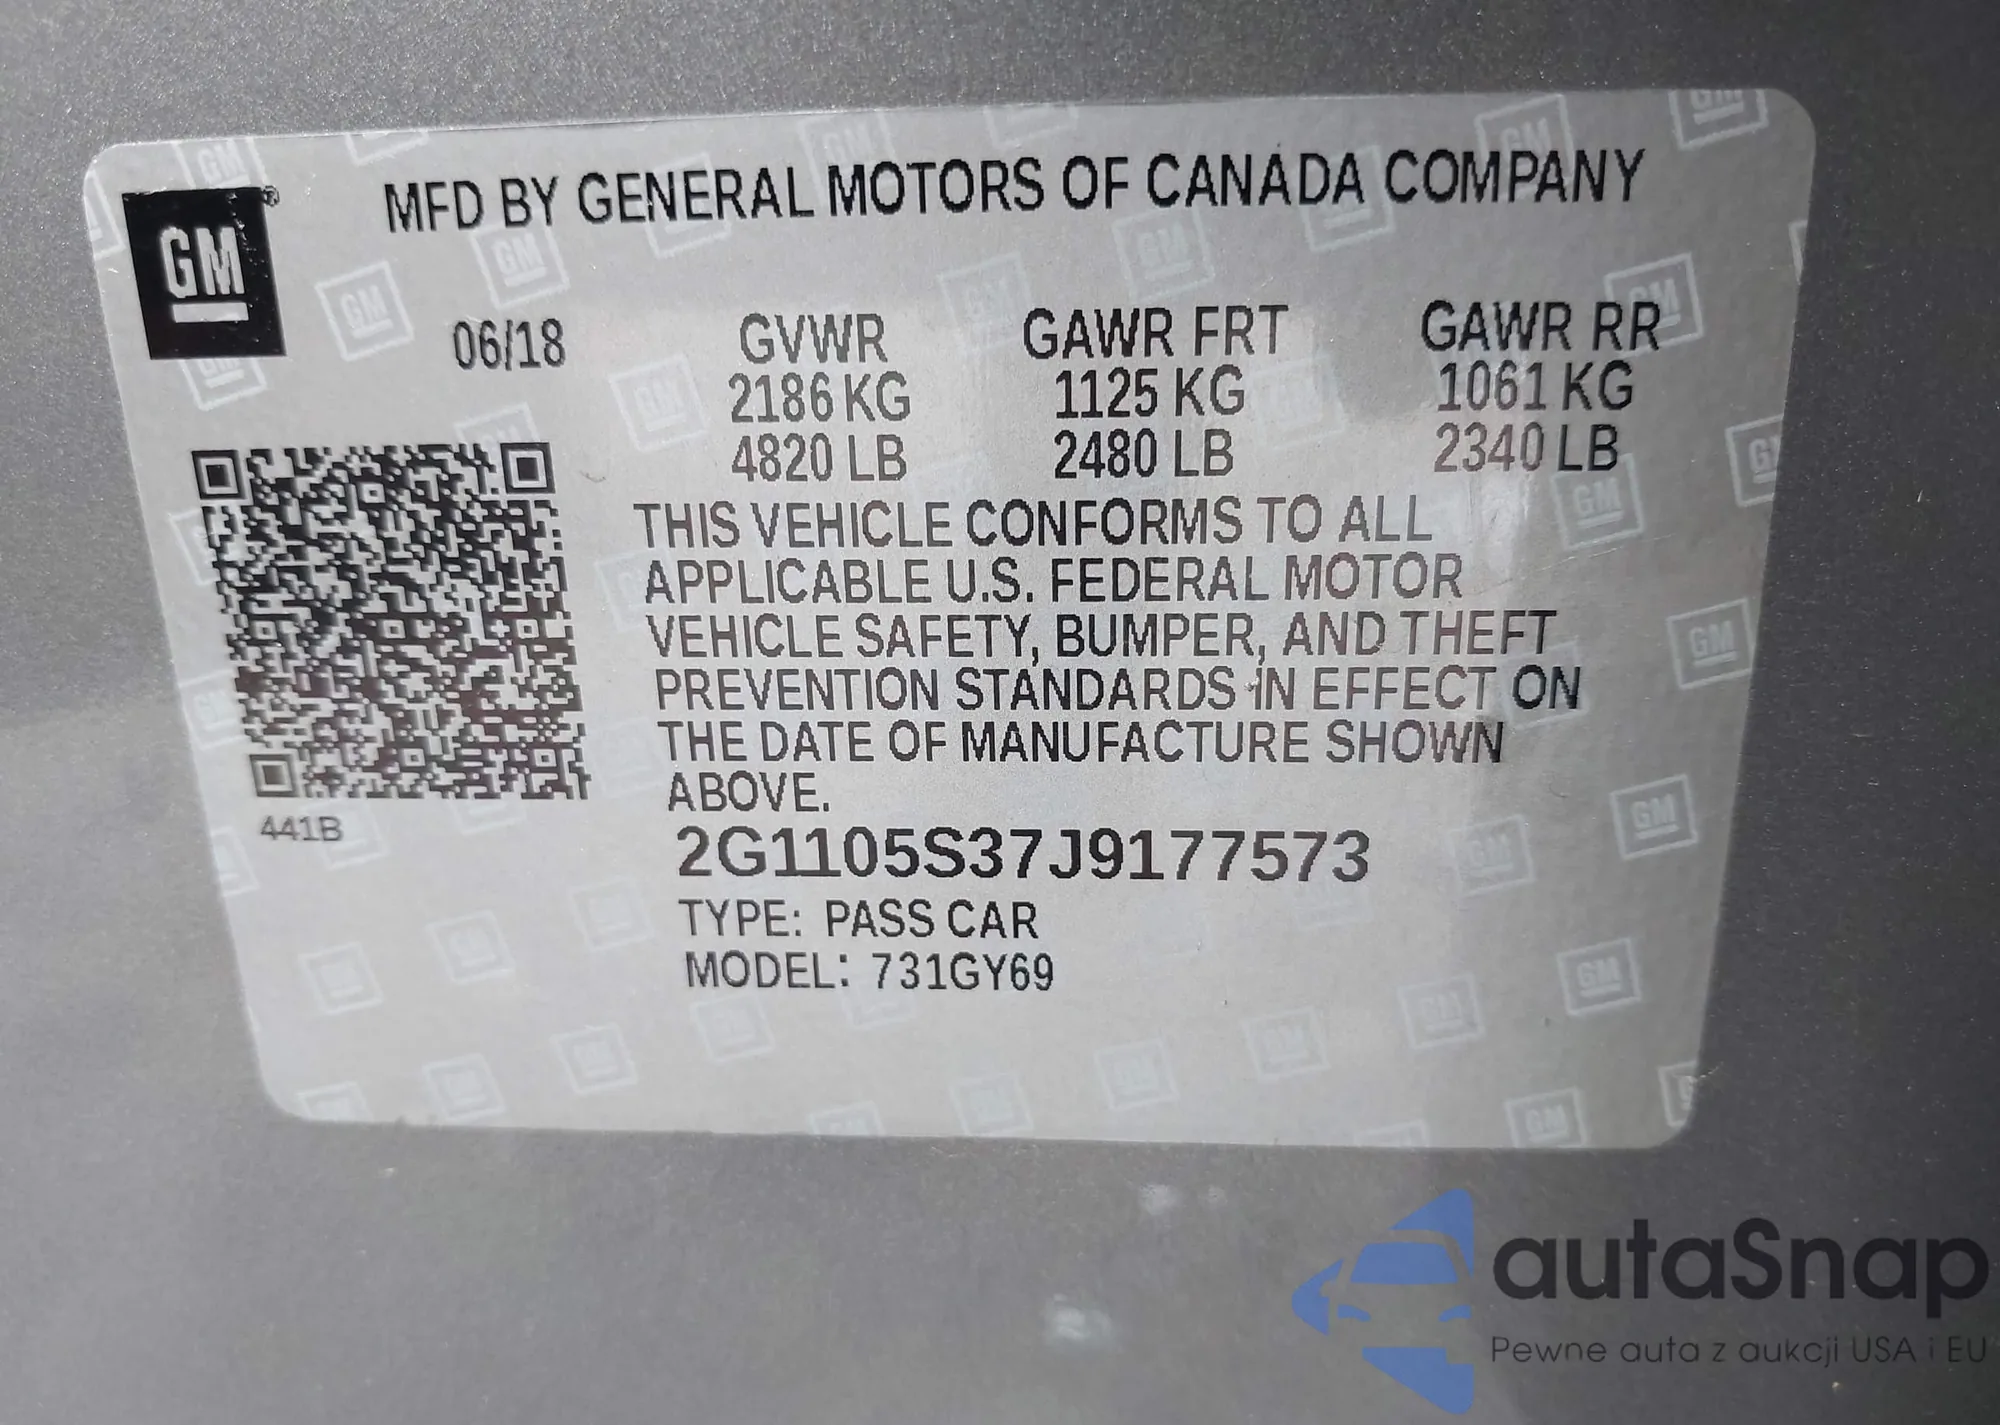 MFD BY GENERAL MOTORS OF CANADA COMPANY
GM®
06/18
GVWR GAWR FRT GAWR RR
2186 KG 1125 KG 1061 KG
4820 LB 2480 LB 2340 LB
THIS VEHICLE CONFORMS TO ALL
APPLICABLE U.S. FEDERAL MOTOR
VEHICLE SAFETY, BUMPER, AND THEFT
PREVENTION STANDARDS IN EFFECT ON
THE DATE OF MANUFACTURE SHOWN
ABOVE.
441B
2G1105S37J9177573
TYPE: PASS CAR
MODEL: 731GY69
autaSnap
Pewne auta z aukcji USA i EU